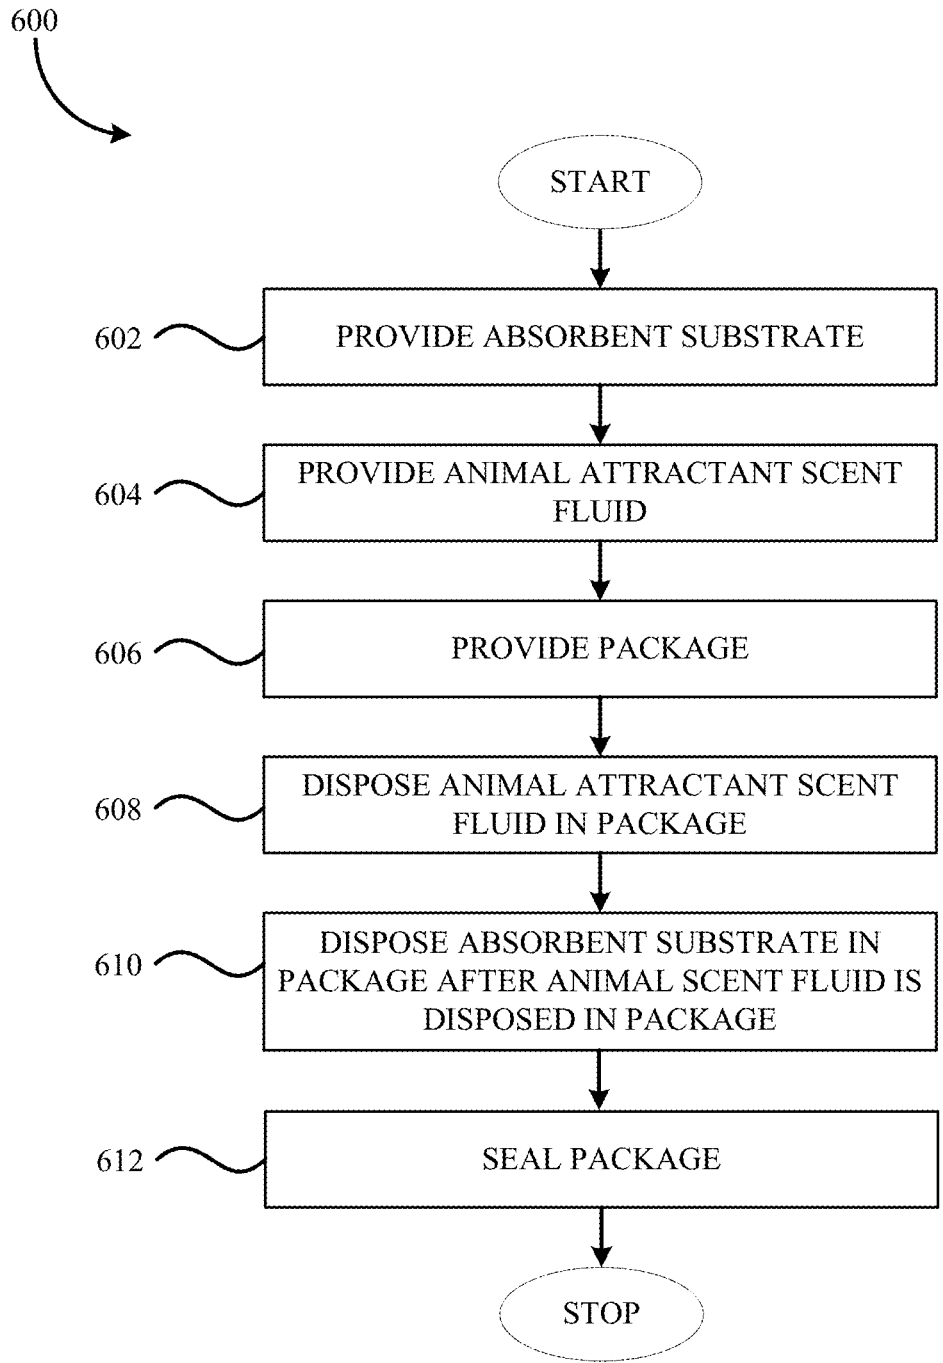 600
START
602
PROVIDE ABSORBENT SUBSTRATE
604
PROVIDE ANIMAL ATTRACTANT SCENT
FLUID
606
PROVIDE PACKAGE
608
DISPOSE ANIMAL ATTRACTANT SCENT
FLUID IN PACKAGE
610
DISPOSE ABSORBENT SUBSTRATE IN
PACKAGE AFTER ANIMAL SCENT FLUID IS
DISPOSED IN PACKAGE
612
SEAL PACKAGE
STOP